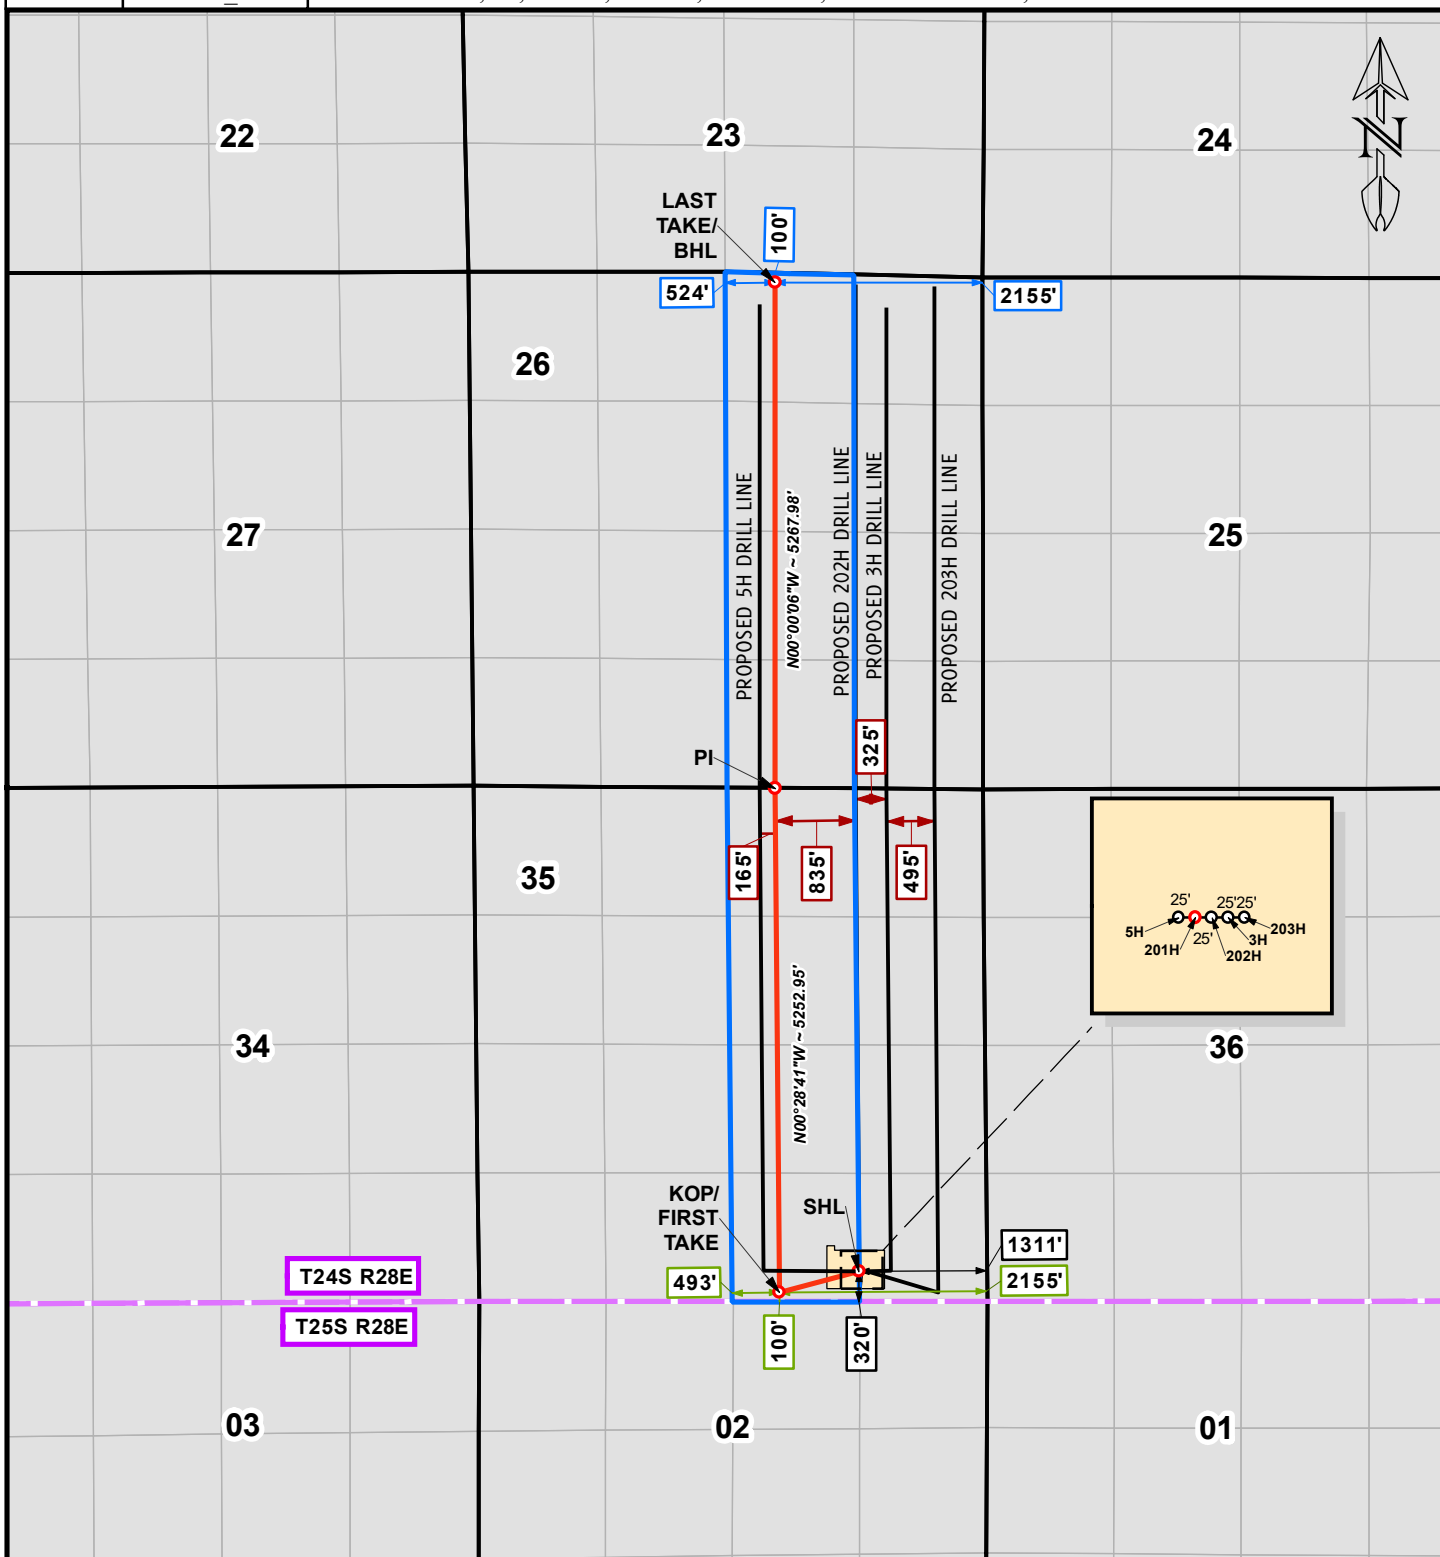 22
23
24
N
LAST
TAKE/
BHL
100'
524'
2155'
26
27
25
PROPOSED 5H DRILL LINE
N00°00'06"W ~ 5267.98'
PROPOSED 202H DRILL LINE
PROPOSED 3H DRILL LINE
PROPOSED 203H DRILL LINE
PI
325'
165'
835'
495'
35
25'
25'25'
5H
201H
25'
202H
3H
203H
34
36
N00°28'41"W ~ 5252.95'
KOP/
FIRST
TAKE
SHL
1311'
493'
2155'
T24S R28E
T25S R28E
100'
320'
03
02
01